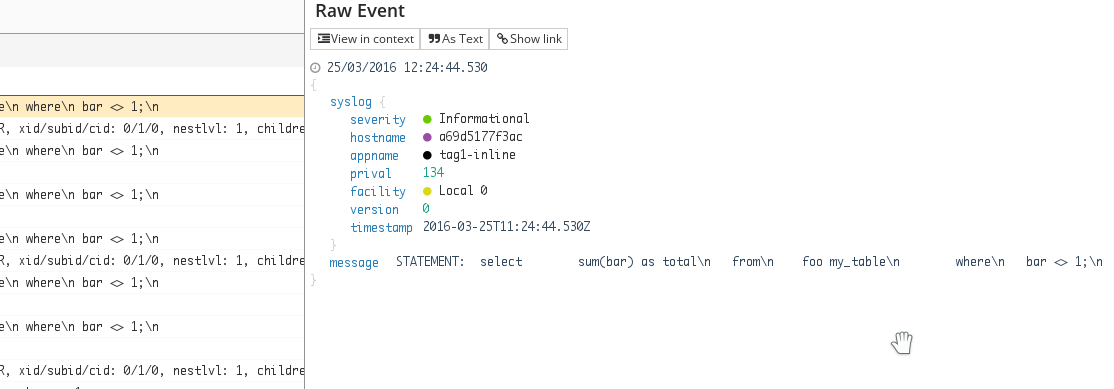 Raw Event
View in context As Text Show link
25/03/2016 12:24:44.530
{
syslog {
severity Informational
hostname a69d5177f3ac
appname tag1-inline
prival 134
facility Local 0
version 0
timestamp 2016-03-25T11:24:44.530Z
}
message STATEMENT: select sum(bar) as total\n from\n foo my_table\n where\n bar <> 1;\n
}
e\n where\n bar <> 1;\n
R, xid/subid/cid: 0/1/0, nestlvl: 1, childre
e\n where\n bar <> 1;\n
e\n where\n bar <> 1;\n
e\n where\n bar <> 1;\n
R, xid/subid/cid: 0/1/0, nestlvl: 1, childre
e\n where\n bar <> 1;\n
e\n where\n bar <> 1;\n
R, xid/subid/cid: 0/1/0, nestlvl: 1, childre